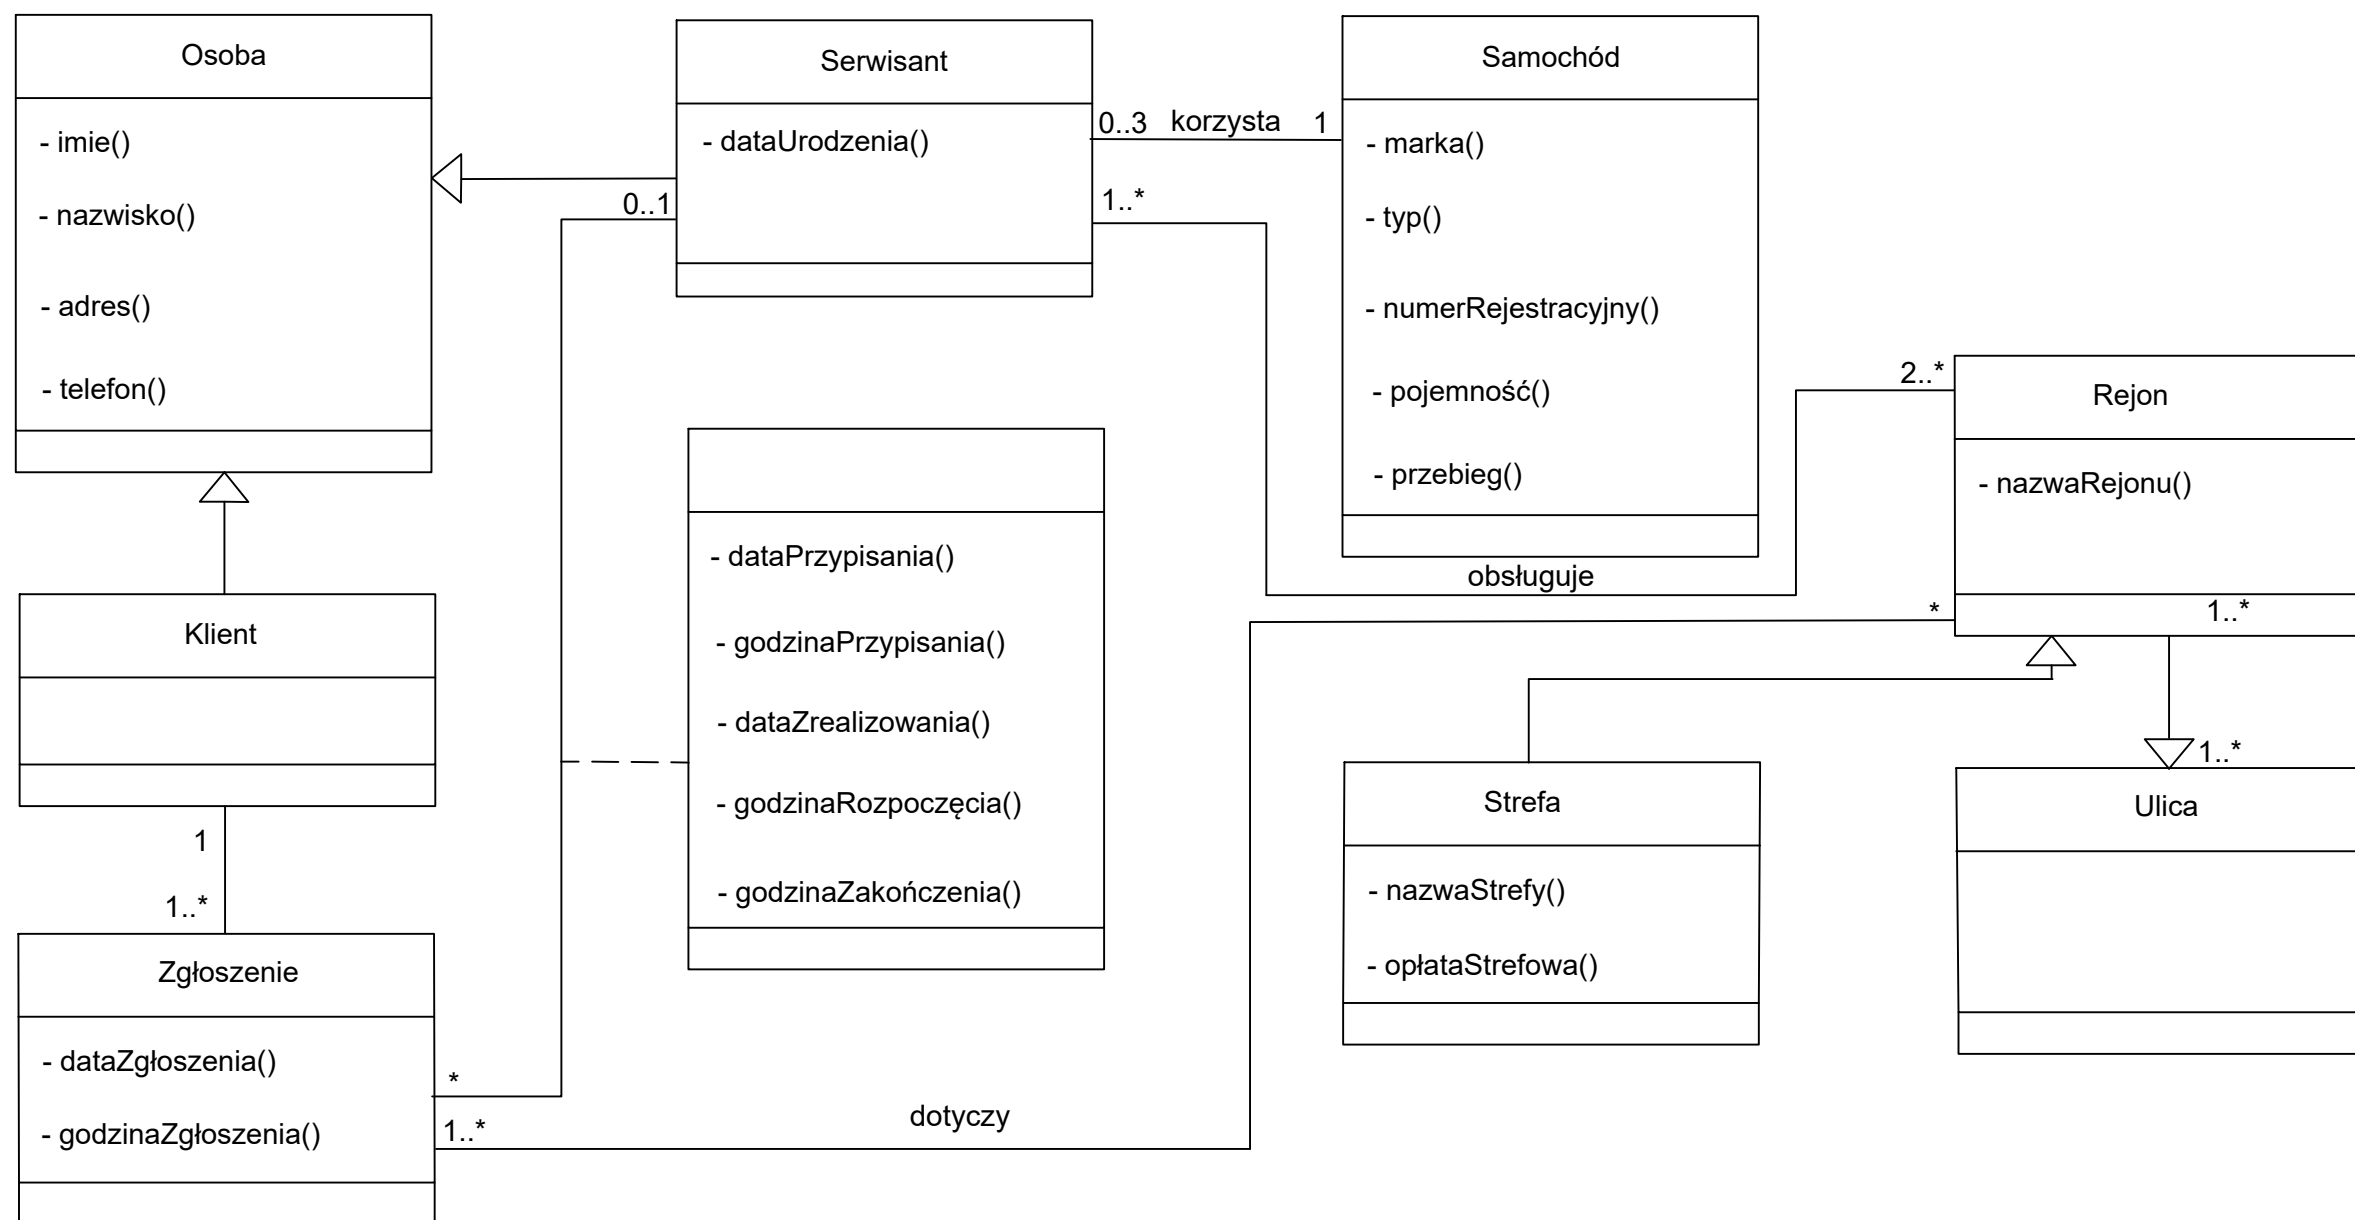 Osoba
- imie()
- nazwisko()
- adres()
- telefon()
Serwisant
- dataUrodzenia()
0..3 korzysta 1
Samochód
- marka()
- typ()
- numerRejestracyjny()
- pojemność()
- przebieg()
0..1
1..*
2..*
Rejon
- nazwaRejonu()
obsługuje
*
1..*
1..*
- dataPrzypisania()
- godzinaPrzypisania()
- dataZrealizowania()
- godzinaRozpoczęcia()
- godzinaZakończenia()
Klient
1
1..*
Strefa
- nazwaStrefy()
- opłataStrefowa()
Ulica
Zgłoszenie
- dataZgłoszenia()
- godzinaZgłoszenia()
*
1..*
dotyczy